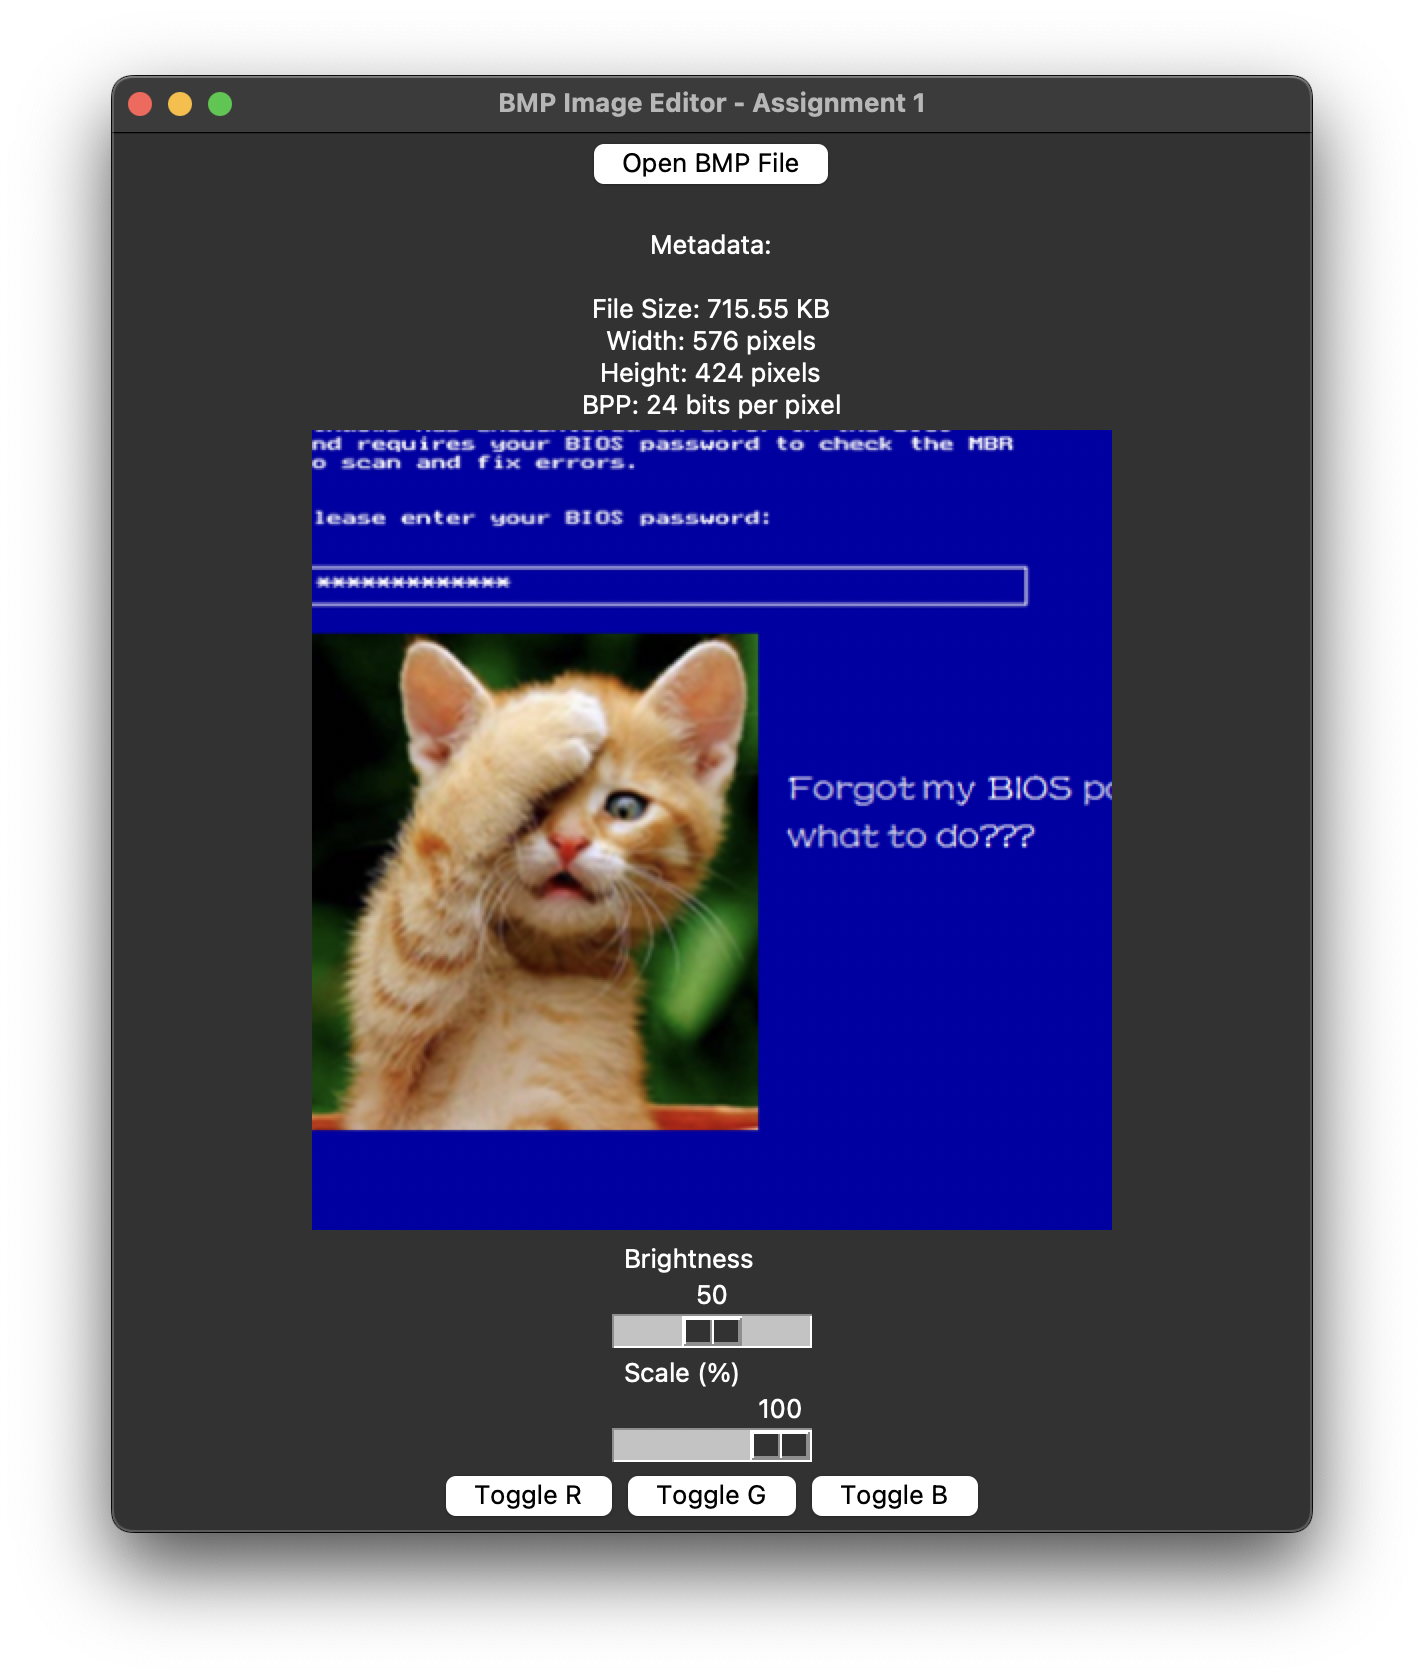 BMP Image Editor - Assignment 1
Open BMP File
Metadata:
File Size: 715.55 KB
Width: 576 pixels
Height: 424 pixels
BPP: 24 bits per pixel
nd requires your BIOS password to check the MBR
o scan and fix errors.
lease enter your BIOS password:
*************
Forgot my BIOS pa
what to do???
Brightness
50
Scale (%)
100
Toggle R
Toggle G
Toggle B